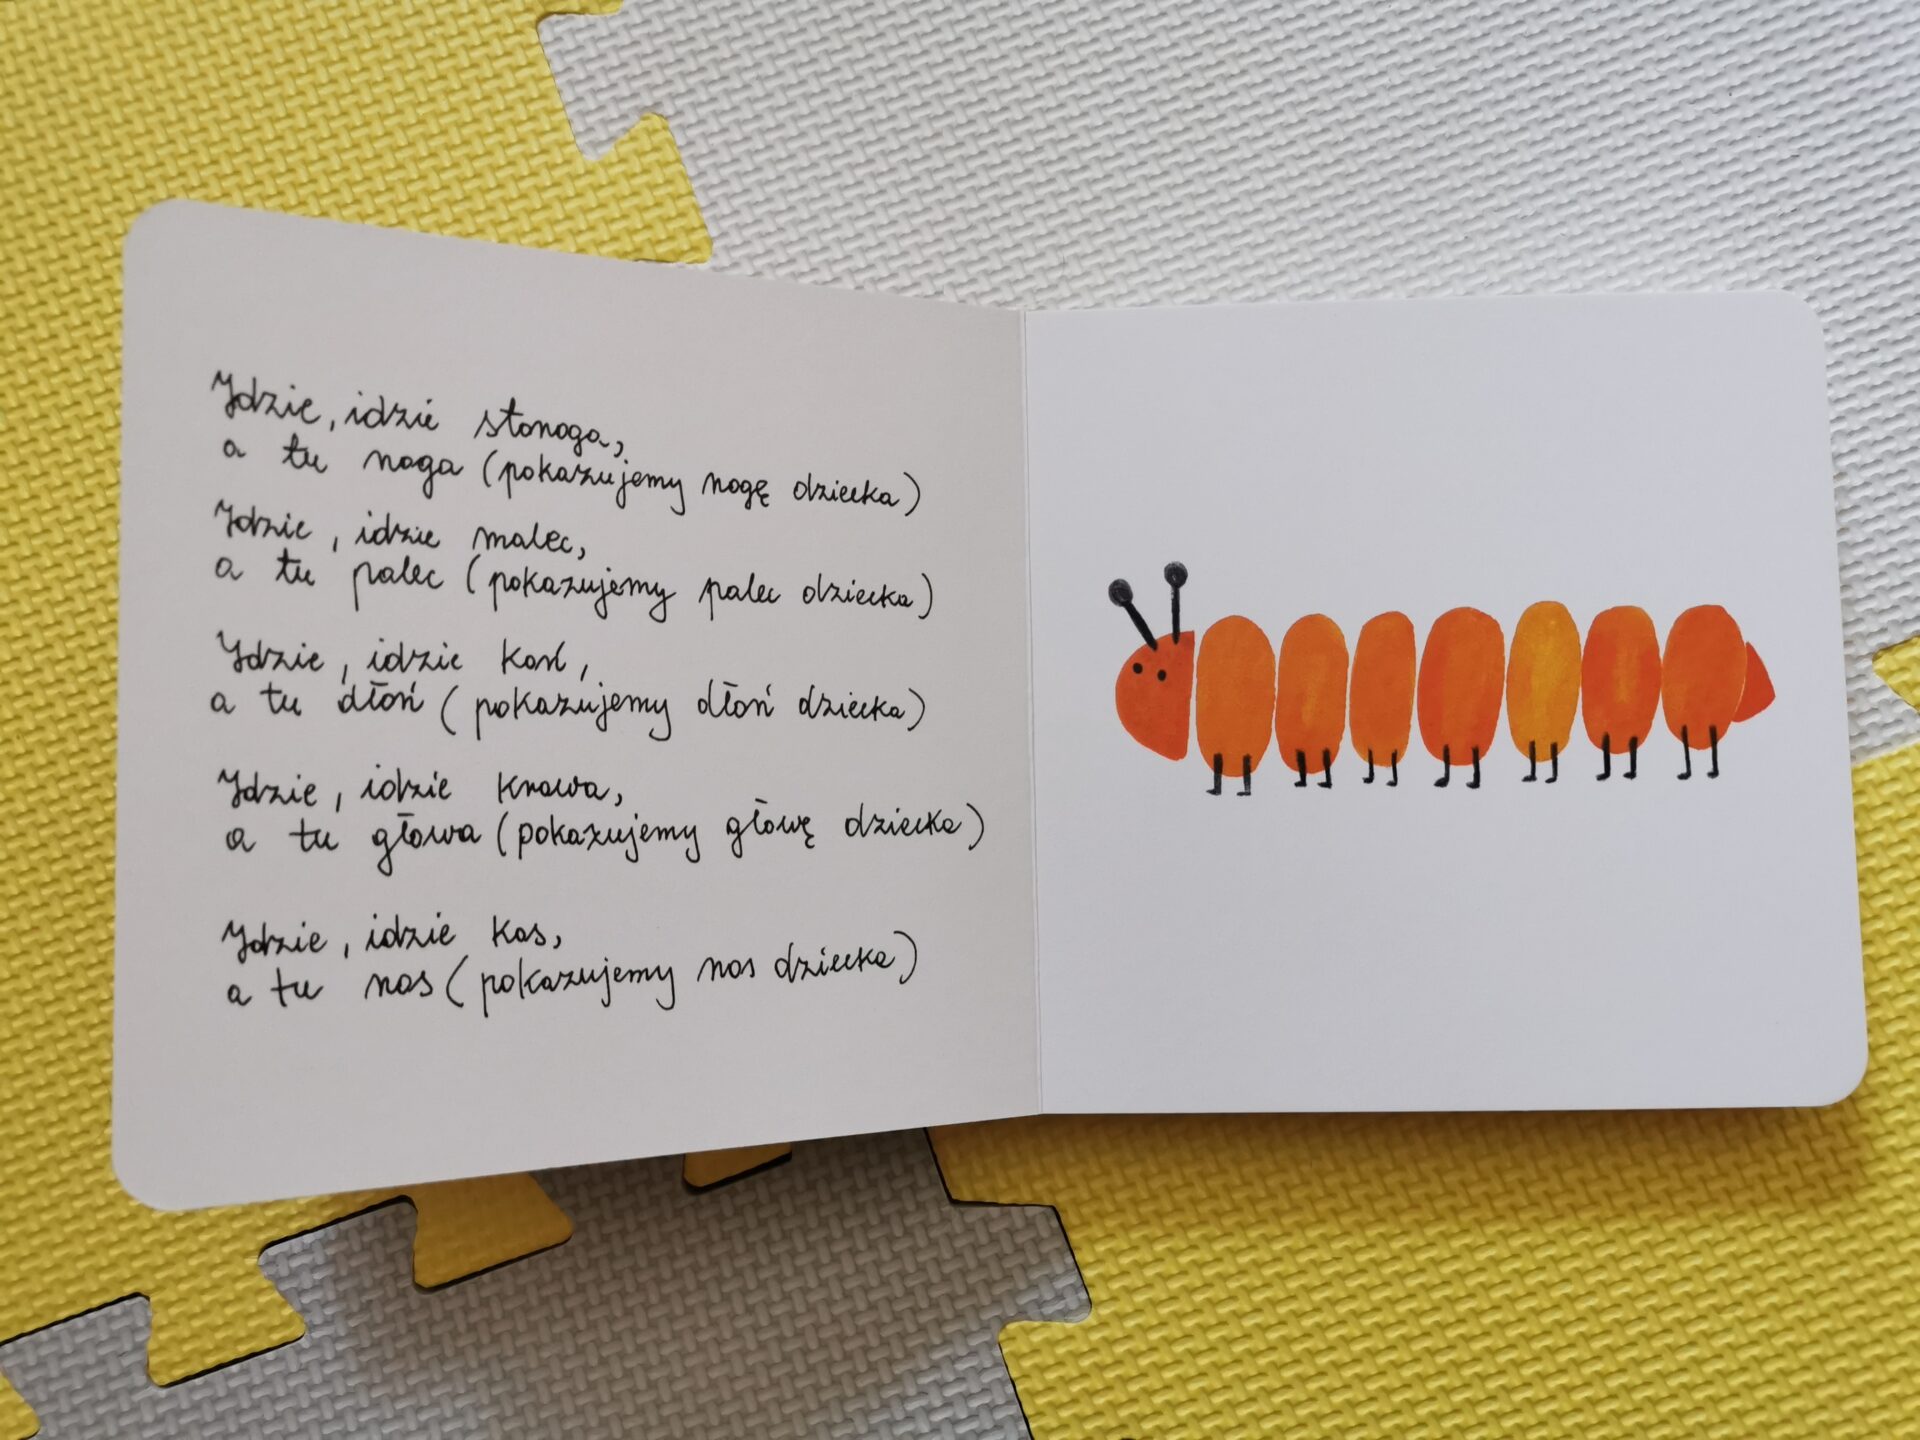 Idzie, idzie stonoga,
a tu noga (pokazujemy nogę dziecka)
Idzie, idzie malec,
a tu palec (pokazujemy palec dziecka)
Idzie, idzie koń,
a tu dłoń (pokazujemy dłoń dziecka)
Idzie, idzie krowa,
a tu głowa (pokazujemy głowę dziecka)
Idzie, idzie kos,
a tu nos (pokazujemy nos dziecka)